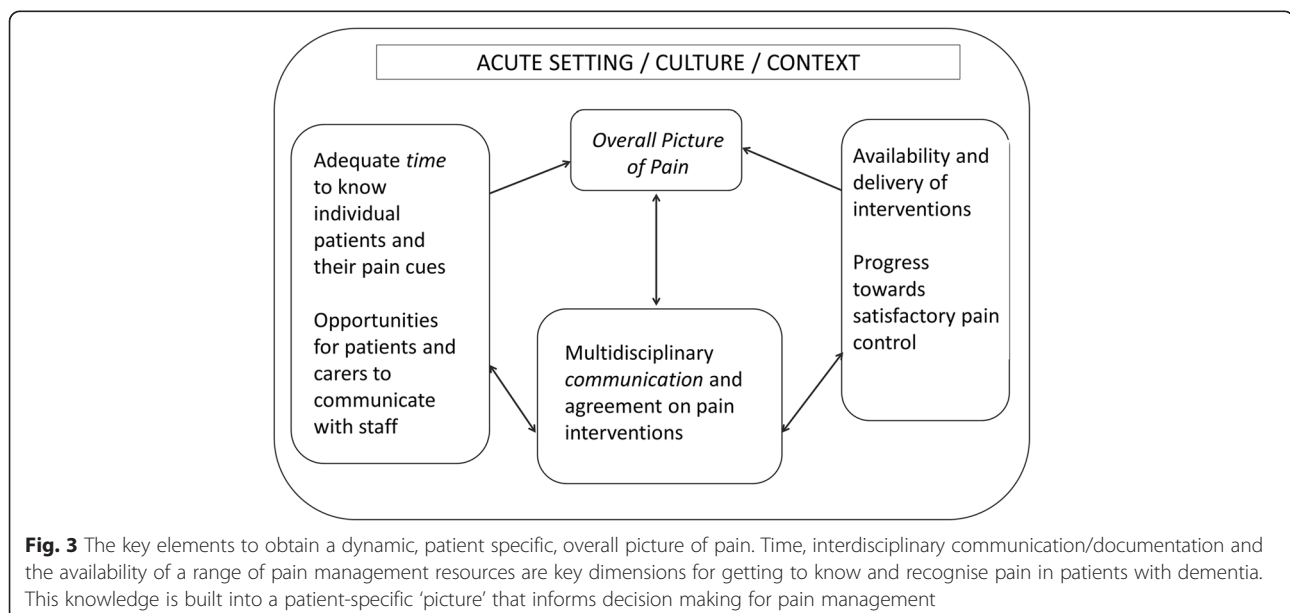 ACUTE SETTING / CULTURE / CONTEXT
Overall Picture
of Pain
Adequate time
to know
individual
patients and
their pain cues
Opportunities
for patients and
carers to
communicate
with staff
Multidisciplinary
communication and
agreement on pain
interventions
Availability and
delivery of
interventions
Progress
towards
satisfactory pain
control
Fig. 3 The key elements to obtain a dynamic, patient specific, overall picture of pain. Time, interdisciplinary communication/documentation and
the availability of a range of pain management resources are key dimensions for getting to know and recognise pain in patients with dementia.
This knowledge is built into a patient-specific ‘picture’ that informs decision making for pain management